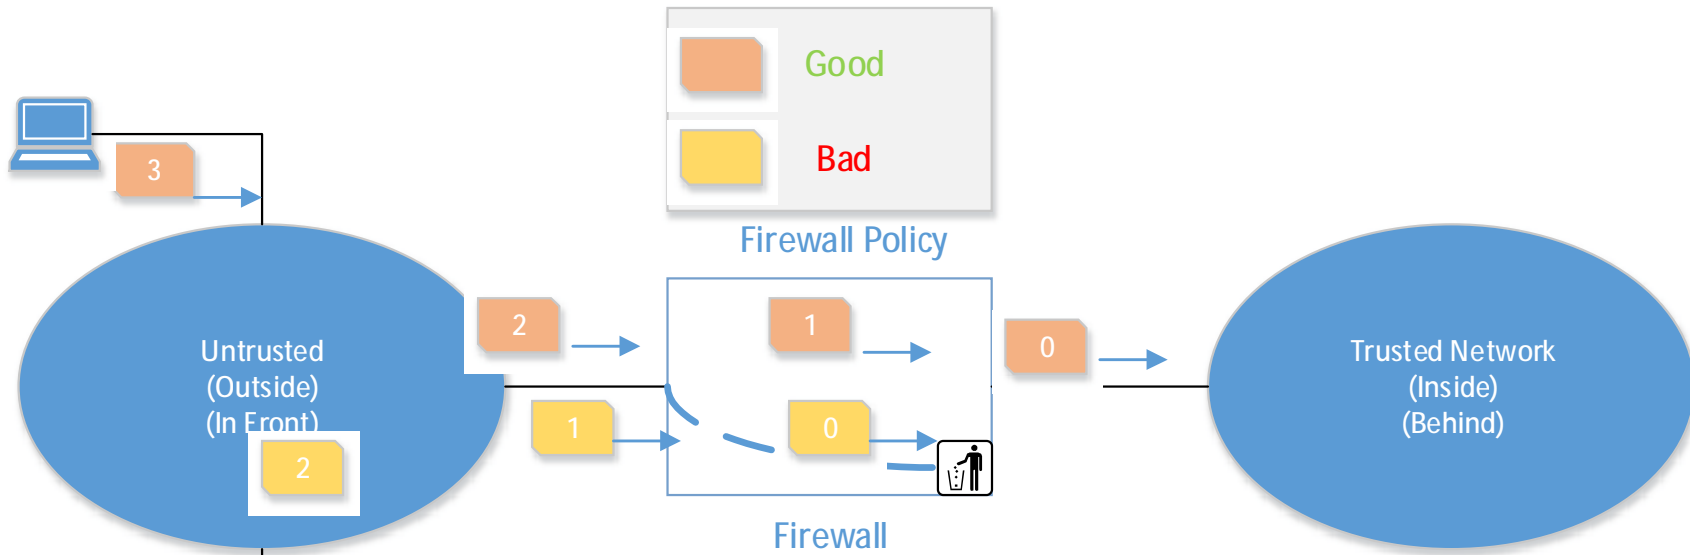 Good
Bad
Firewall Policy
3
2
1
0
Untrusted
(Outside)
(In Front)
Trusted Network
(Inside)
(Behind)
1
0
2
Firewall